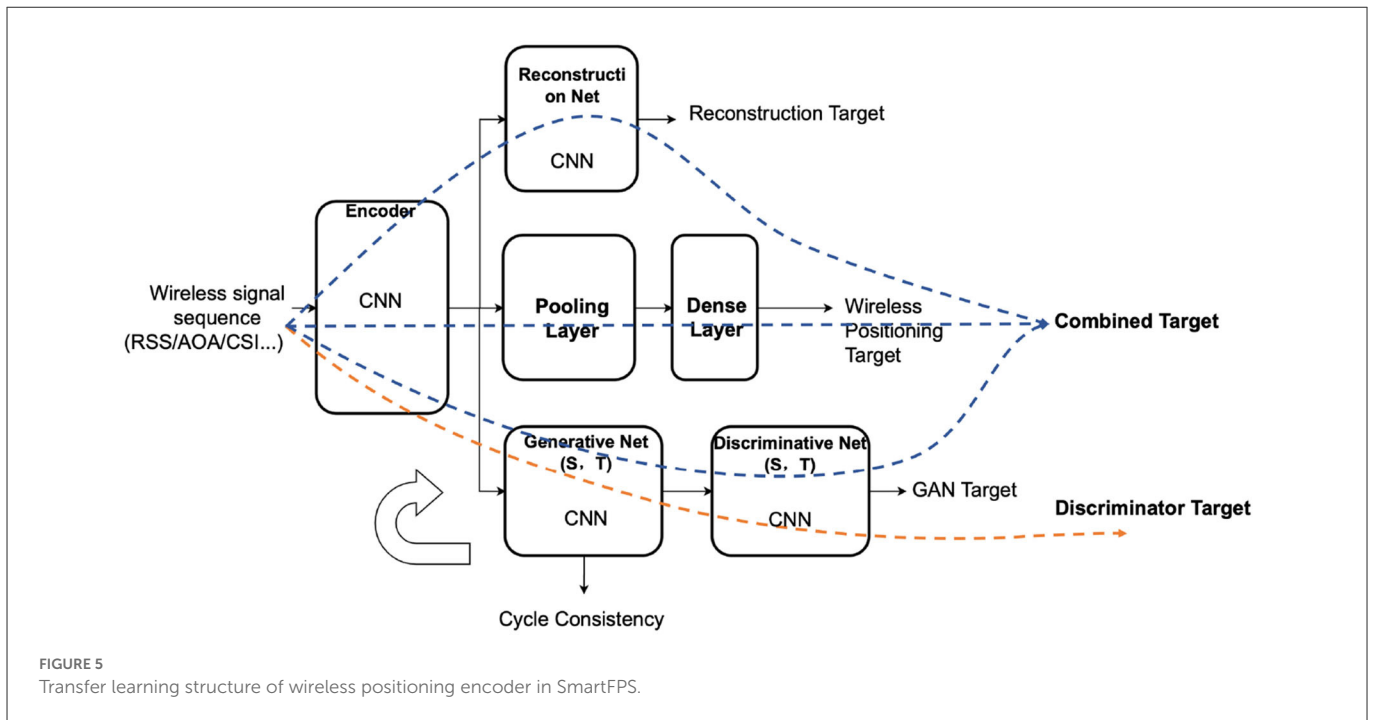 Reconstructi
on Net
CNN
Reconstruction Target
Encoder
CNN
Wireless signal
sequence
(RSS/AOA/CSI...)
Pooling
Layer
Dense
Layer
Wireless
Positioning
Target
Combined Target
Generative Net
(S, T)
CNN
Discriminative Net
(S, T)
CNN
GAN Target
Discriminator Target
Cycle Consistency
FIGURE 5
Transfer learning structure of wireless positioning encoder in SmartFPS.